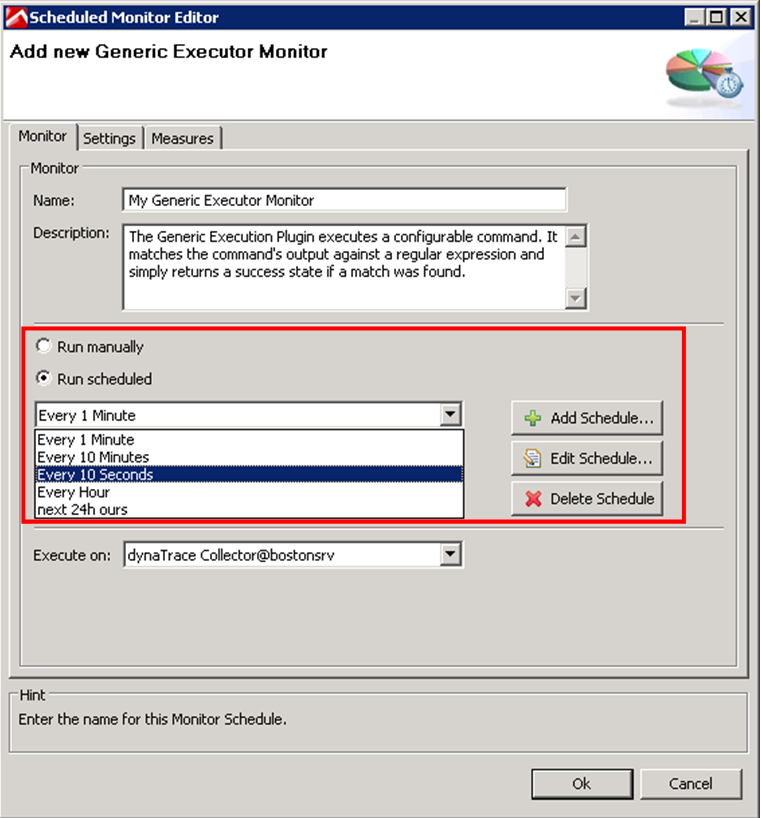 Scheduled Monitor Editor
Add new Generic Executor Monitor
Monitor Settings Measures
Monitor
Name: My Generic Executor Monitor
Description: The Generic Execution Plugin executes a configurable command. It
matches the command's output against a regular expression and
simply returns a success state if a match was found.
Run manually
Run scheduled
Every 1 Minute Add Schedule...
Every 1 Minute
Every 10 Minutes Edit Schedule...
Every 10 Seconds
Every Hour Delete Schedule
next 24h ours
Execute on: dynaTrace Collector@bostonsrv
Hint
Enter the name for this Monitor Schedule.
Ok Cancel